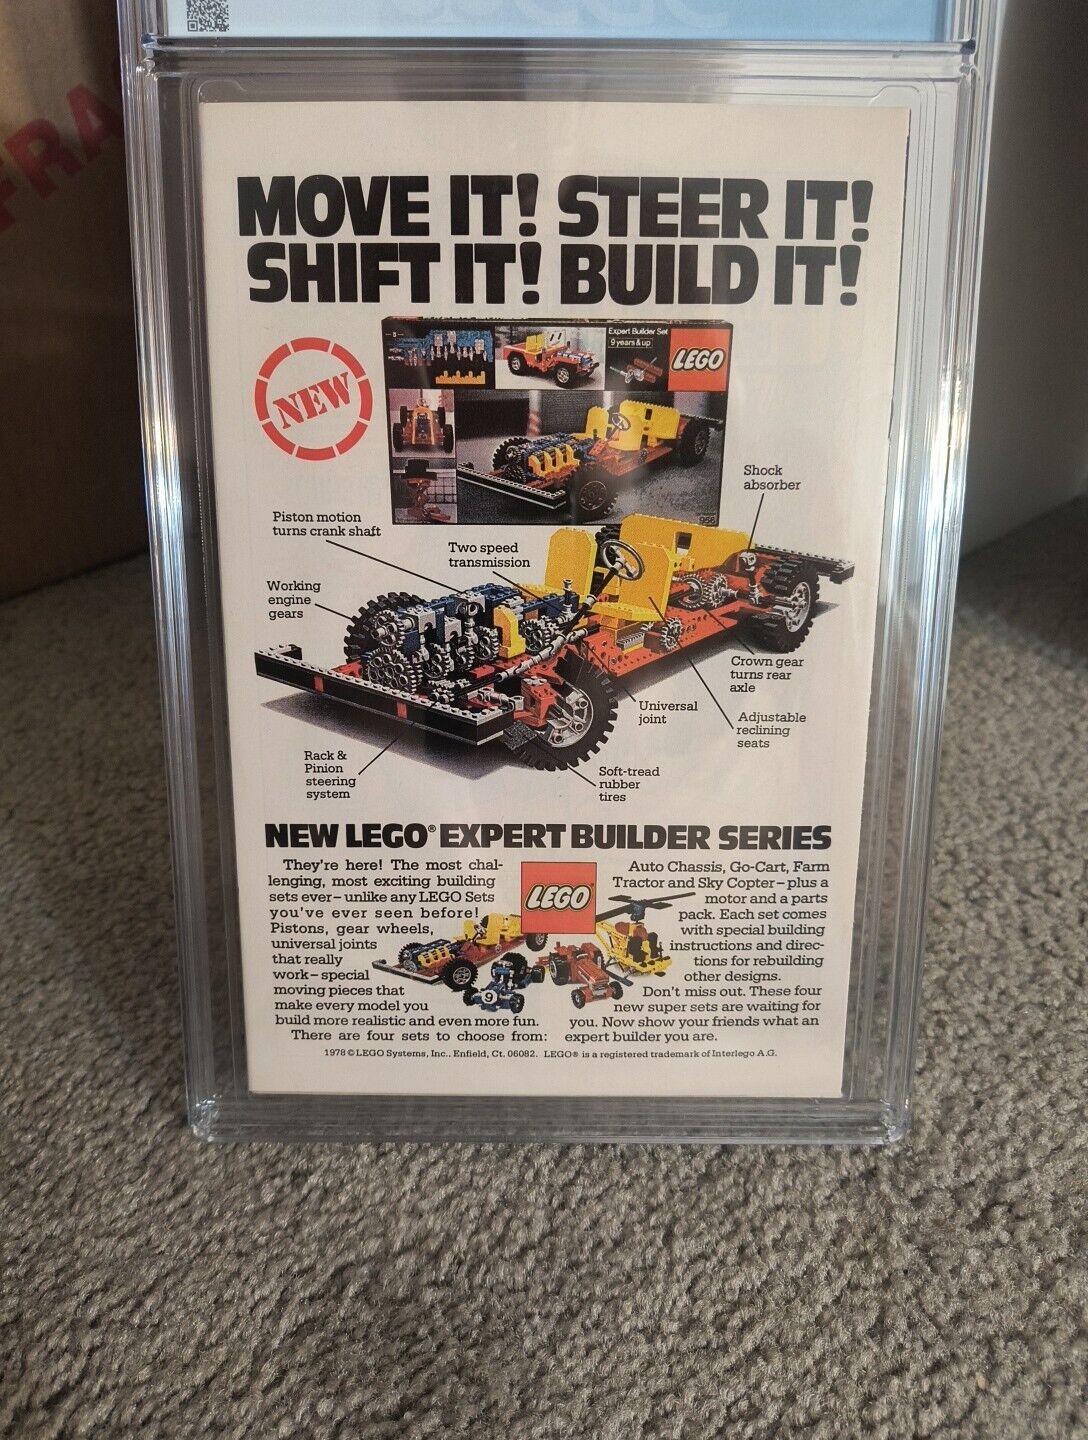 FRA
MOVE IT! STEER IT!
SHIFT IT! BUILD IT!
NEW
Expert Builder Set
9 years & up
LEGO
956
Shock
absorber
Piston motion
turns crank shaft
Two speed
transmission
Working
engine
gears
Crown gear
turns rear
axle
Universal
joint
Adjustable
reclining
seats
Rack &
Pinion
steering
system
Soft-tread
rubber
tires
NEW LEGO® EXPERT BUILDER SERIES
They're here! The most chal-
lenging, most exciting building
sets ever – unlike any LEGO Sets
you've ever seen before!
Pistons, gear wheels,
universal joints
that really
work – special
moving pieces that
make every model you
build more realistic and even more fun.
There are four sets to choose from:
LEGO®
9
Auto Chassis, Go-Cart, Farm
Tractor and Sky Copter – plus a
motor and a parts
pack. Each set comes
with special building
instructions and direc-
tions for rebuilding
other designs.
Don't miss out. These four
new super sets are waiting for
you. Now show your friends what an
expert builder you are.
1978 © LEGO Systems, Inc.. Enfield, Ct. 06082. LEGO® is a registered trademark of Interlego A.G.